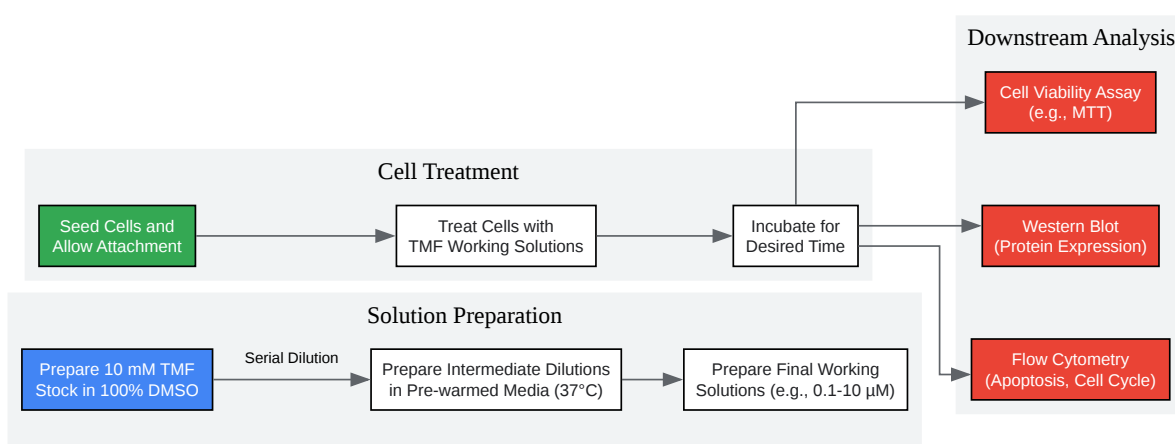 Downstream Analysis
Cell Viability Assay
(e.g., MTT)
Cell Treatment
Seed Cells and
Allow Attachment
Treat Cells with
TMF Working Solutions
Incubate for
Desired Time
Western Blot
(Protein Expression)
Solution Preparation
Prepare 10 mM TMF
Stock in 100% DMSO
Serial Dilution
Prepare Intermediate Dilutions
in Pre-warmed Media (37°C)
Prepare Final Working
Solutions (e.g., 0.1-10 µM)
Flow Cytometry
(Apoptosis, Cell Cycle)